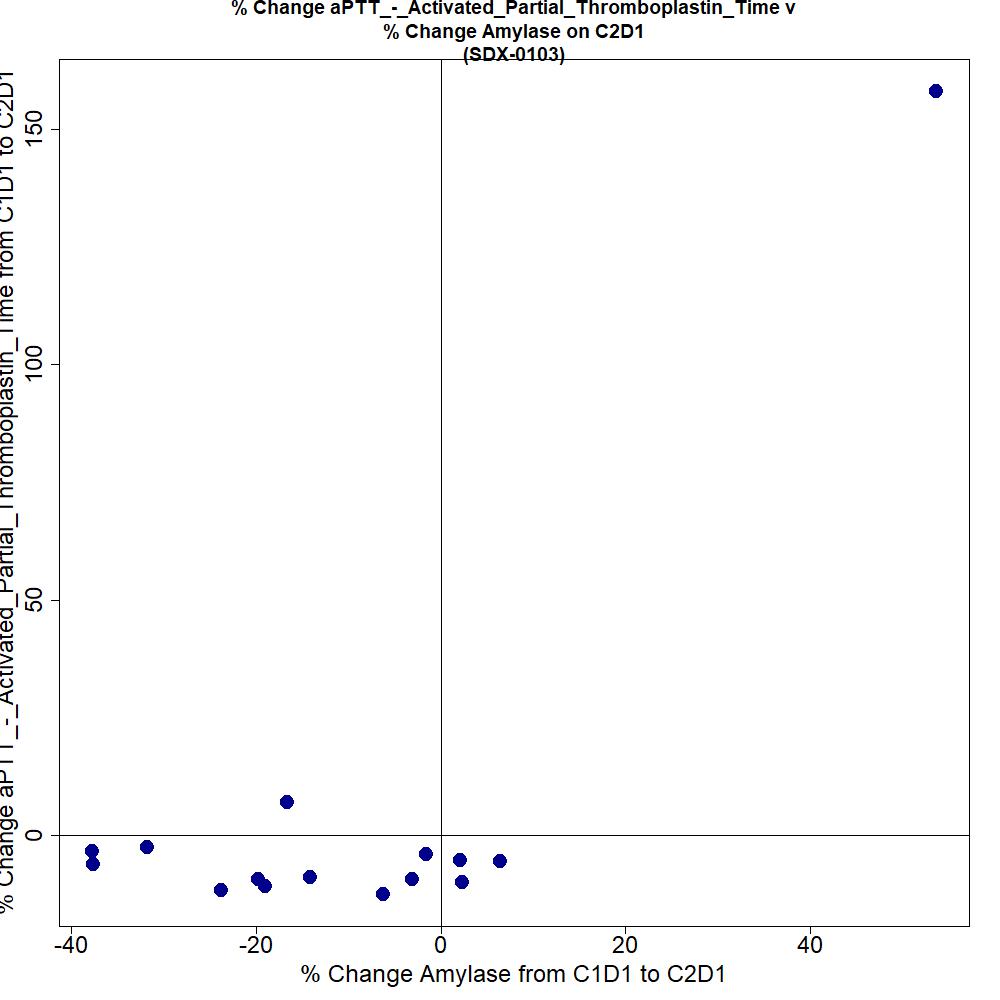 % Change aPTT_-_Activated_Partial_Thromboplastin_Time v
% Change Amylase on C2D1
(SDX-0103)
% Change aPTT_-_Activated_Partial_Thromboplastin_Time from C1D1 to C2D1
150
100
50
0
-40 -20 0 20 40
% Change Amylase from C1D1 to C2D1